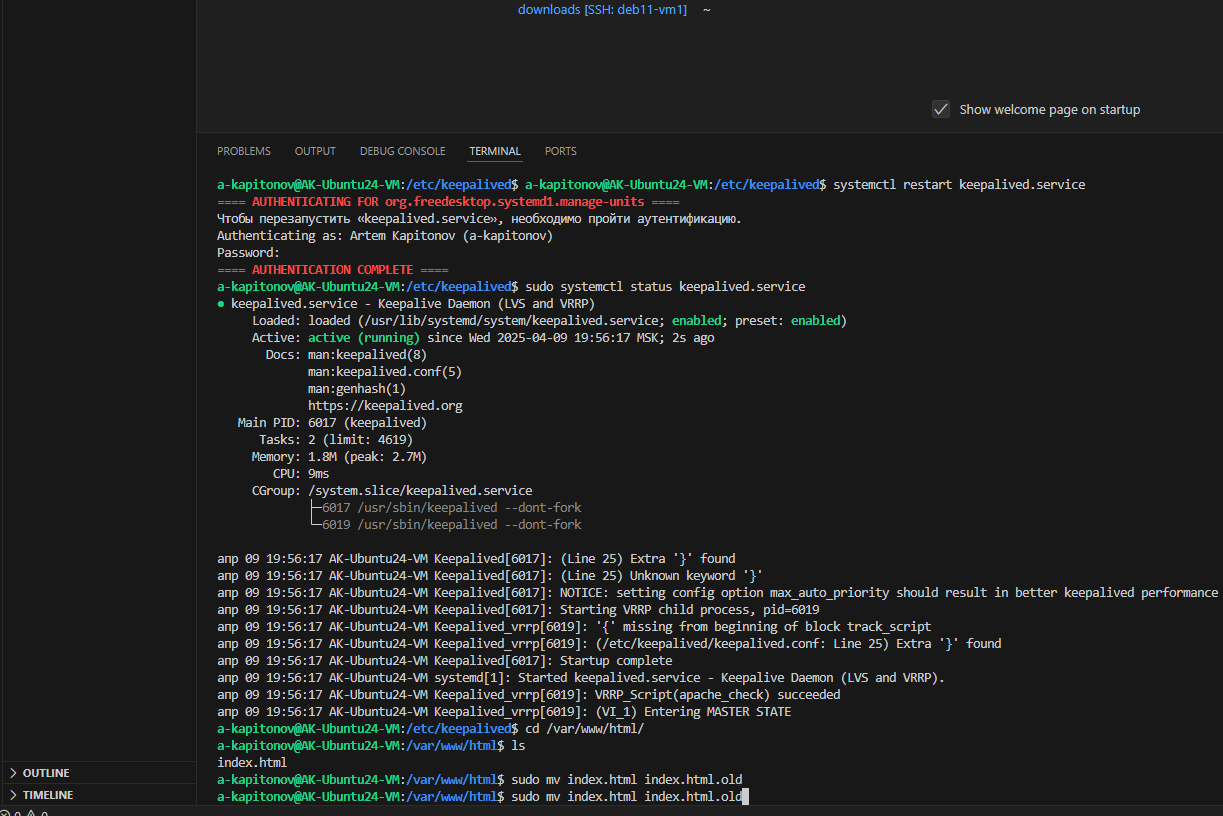 downloads [SSH: deb11-vm1] ~
Show welcome page on startup
PROBLEMS OUTPUT DEBUG CONSOLE TERMINAL PORTS
a-kapitonov@AK-Ubuntu24-VM:/etc/keepalived$ a-kapitonov@AK-Ubuntu24-VM:/etc/keepalived$ systemctl restart keepalived.service
==== AUTHENTICATING FOR org.freedesktop.systemd1.manage-units ====
Чтобы перезапустить «keepalived.service», необходимо пройти аутентификацию.
Authenticating as: Artem Kapitonov (a-kapitonov)
Password:
==== AUTHENTICATION COMPLETE ====
a-kapitonov@AK-Ubuntu24-VM:/etc/keepalived$ sudo systemctl status keepalived.service
● keepalived.service - Keepalive Daemon (LVS and VRRP)
Loaded: loaded (/usr/lib/systemd/system/keepalived.service; enabled; preset: enabled)
Active: active (running) since Wed 2025-04-09 19:56:17 MSK; 2s ago
Docs: man:keepalived(8)
man:keepalived.conf(5)
man:genhash(1)
https://keepalived.org
Main PID: 6017 (keepalived)
Tasks: 2 (limit: 4619)
Memory: 1.8M (peak: 2.7M)
CPU: 9ms
CGroup: /system.slice/keepalived.service
├─6017 /usr/sbin/keepalived --dont-fork
└─6019 /usr/sbin/keepalived --dont-fork
апр 09 19:56:17 AK-Ubuntu24-VM Keepalived[6017]: (Line 25) Extra '}' found
апр 09 19:56:17 AK-Ubuntu24-VM Keepalived[6017]: (Line 25) Unknown keyword '}'
апр 09 19:56:17 AK-Ubuntu24-VM Keepalived[6017]: NOTICE: setting config option max_auto_priority should result in better keepalived performance
апр 09 19:56:17 AK-Ubuntu24-VM Keepalived[6017]: Starting VRRP child process, pid=6019
апр 09 19:56:17 AK-Ubuntu24-VM Keepalived_vrrp[6019]: '{' missing from beginning of block track_script
апр 09 19:56:17 AK-Ubuntu24-VM Keepalived_vrrp[6019]: (/etc/keepalived/keepalived.conf: Line 25) Extra '}' found
апр 09 19:56:17 AK-Ubuntu24-VM Keepalived[6017]: Startup complete
апр 09 19:56:17 AK-Ubuntu24-VM systemd[1]: Started keepalived.service - Keepalive Daemon (LVS and VRRP).
апр 09 19:56:17 AK-Ubuntu24-VM Keepalived_vrrp[6019]: VRRP_Script(apache_check) succeeded
апр 09 19:56:17 AK-Ubuntu24-VM Keepalived_vrrp[6019]: (VI_1) Entering MASTER STATE
a-kapitonov@AK-Ubuntu24-VM:/etc/keepalived$ cd /var/www/html/
a-kapitonov@AK-Ubuntu24-VM:/var/www/html$ ls
index.html
a-kapitonov@AK-Ubuntu24-VM:/var/www/html$ sudo mv index.html index.html.old
a-kapitonov@AK-Ubuntu24-VM:/var/www/html$ sudo mv index.html index.html.old
OUTLINE
TIMELINE